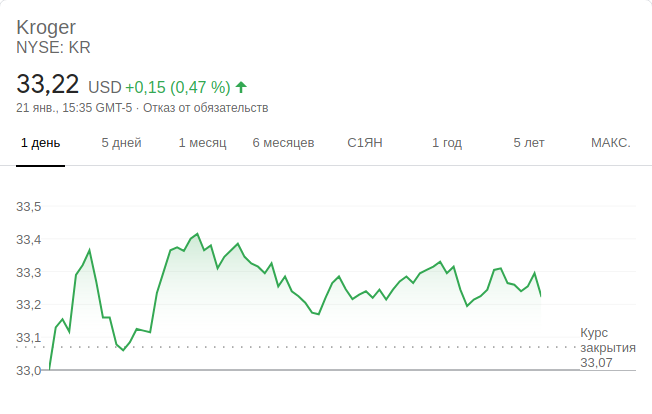 Kroger
NYSE: KR
33,22 USD +0,15 (0,47 %)
21 янв., 15:35 GMT-5 · Отказ от обязательств
1 день 5 дней 1 месяц 6 месяцев С1ЯН 1 год 5 лет МАКС.
33,5
33,4
33,3
33,2
33,1
33,0
Курс
закрытия
33,07